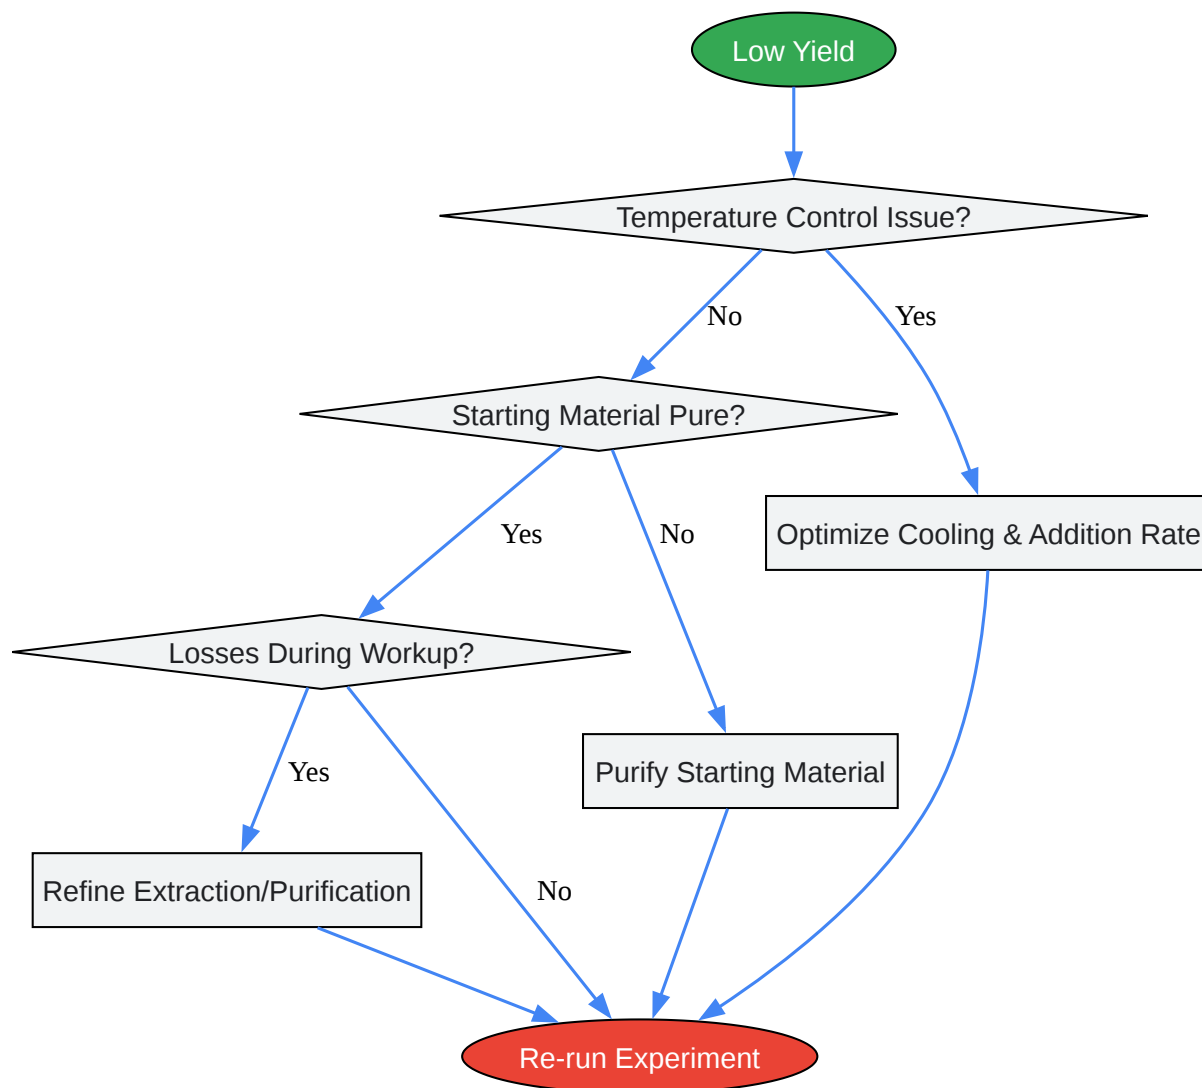 Low Yield
Temperature Control Issue?
No
Yes
Starting Material Pure?
Yes
No
Optimize Cooling & Addition Rate
Losses During Workup?
Yes
Purify Starting Material
Refine Extraction/Purification
No
Re-run Experiment